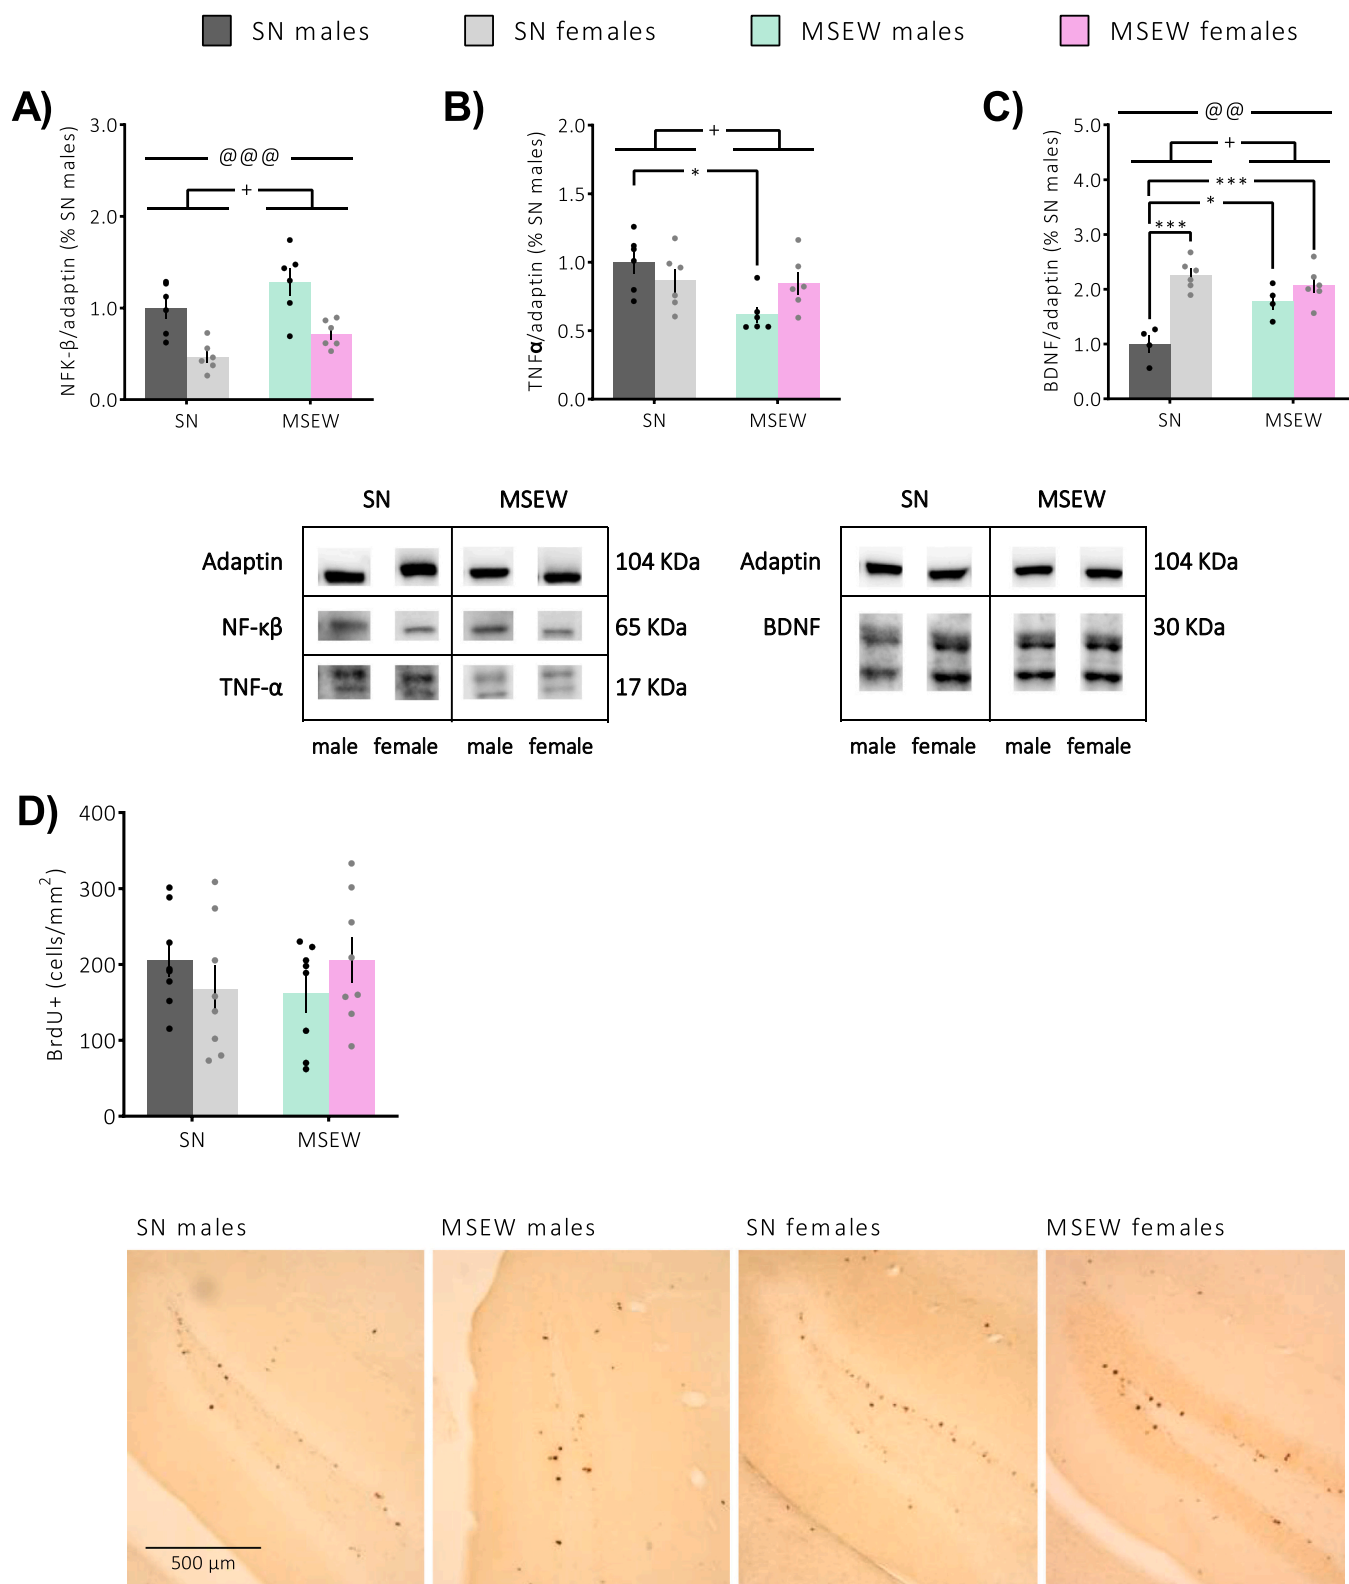 SN males SN females MSEW males MSEW females
A) B) C)
NFK-β/adaptin (% SN males)
3.0
2.0
1.0
0.0
@@@
+
SN MSEW
TNFα/adaptin (% SN males)
2.0
1.5
1.0
0.5
0.0
+
*
SN MSEW
BDNF/adaptin (% SN males)
5.0
4.0
3.0
2.0
1.0
0.0
@@
+
***
*
***
SN MSEW
SN MSEW
Adaptin 104 KDa
NF-κβ 65 KDa
TNF-α 17 KDa
male female male female
SN MSEW
Adaptin 104 KDa
BDNF 30 KDa
male female male female
D)
BrdU+ (cells/mm²)
400
300
200
100
0
SN MSEW
SN males MSEW males SN females MSEW females
500 µm